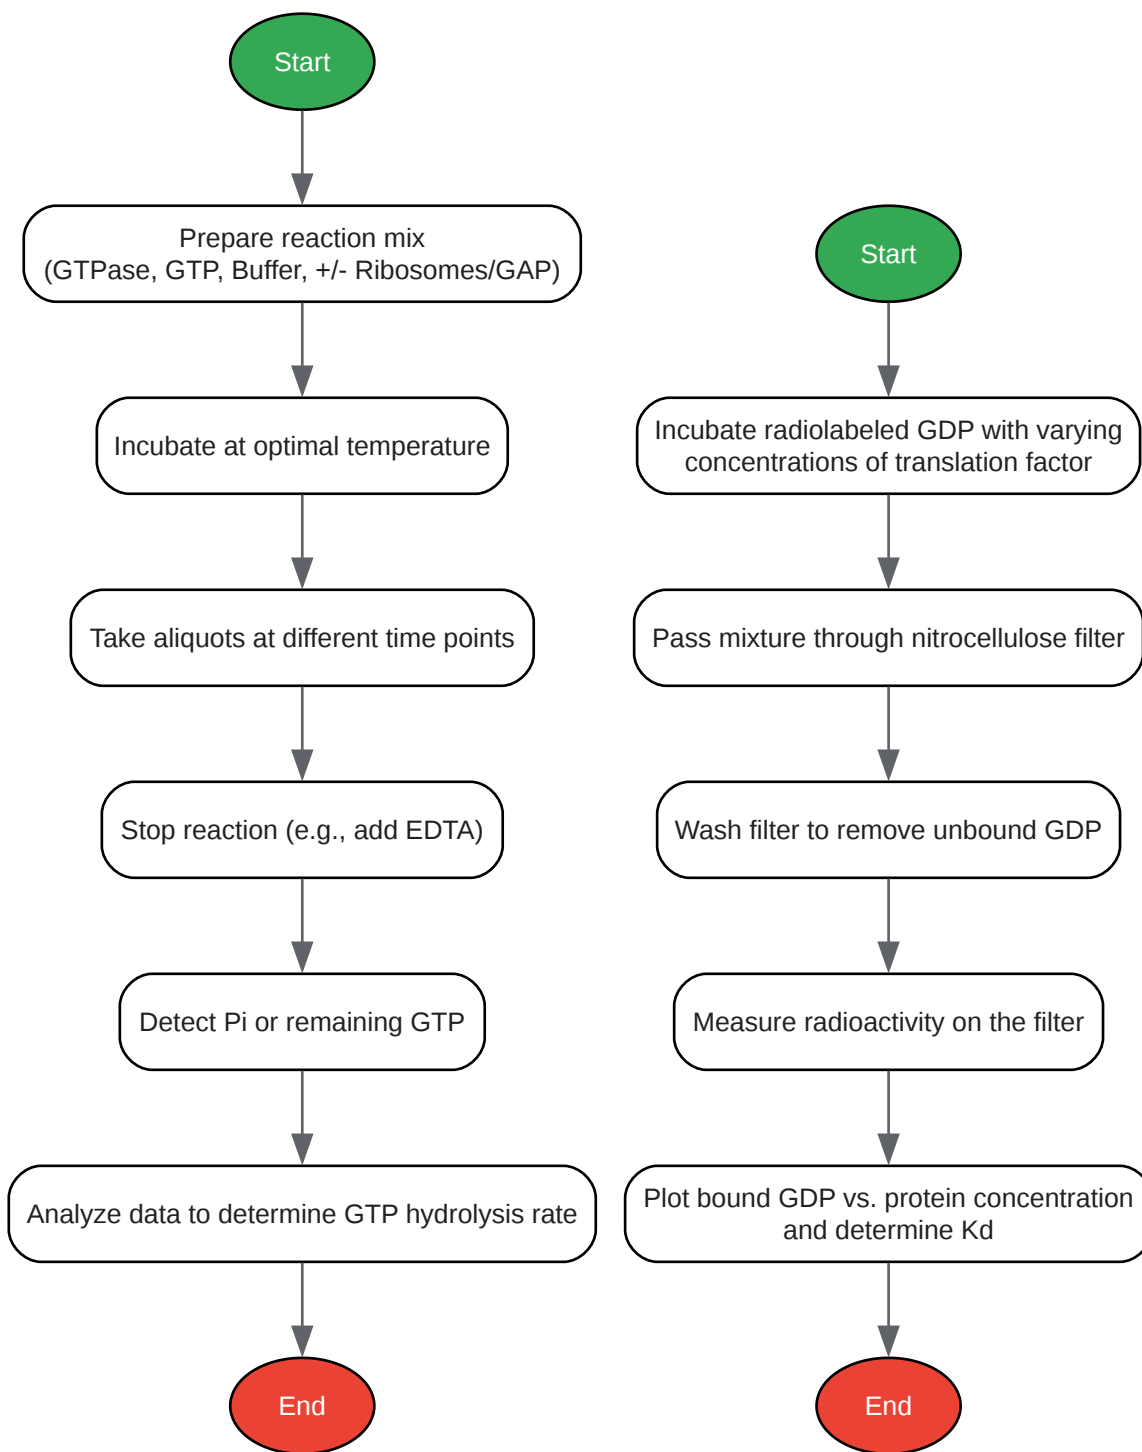 Start
Prepare reaction mix
(GTPase, GTP, Buffer, +/- Ribosomes/GAP)
Incubate at optimal temperature
Take aliquots at different time points
Stop reaction (e.g., add EDTA)
Detect Pi or remaining GTP
Analyze data to determine GTP hydrolysis rate
End
Start
Incubate radiolabeled GDP with varying
concentrations of translation factor
Pass mixture through nitrocellulose filter
Wash filter to remove unbound GDP
Measure radioactivity on the filter
Plot bound GDP vs. protein concentration
and determine Kd
End